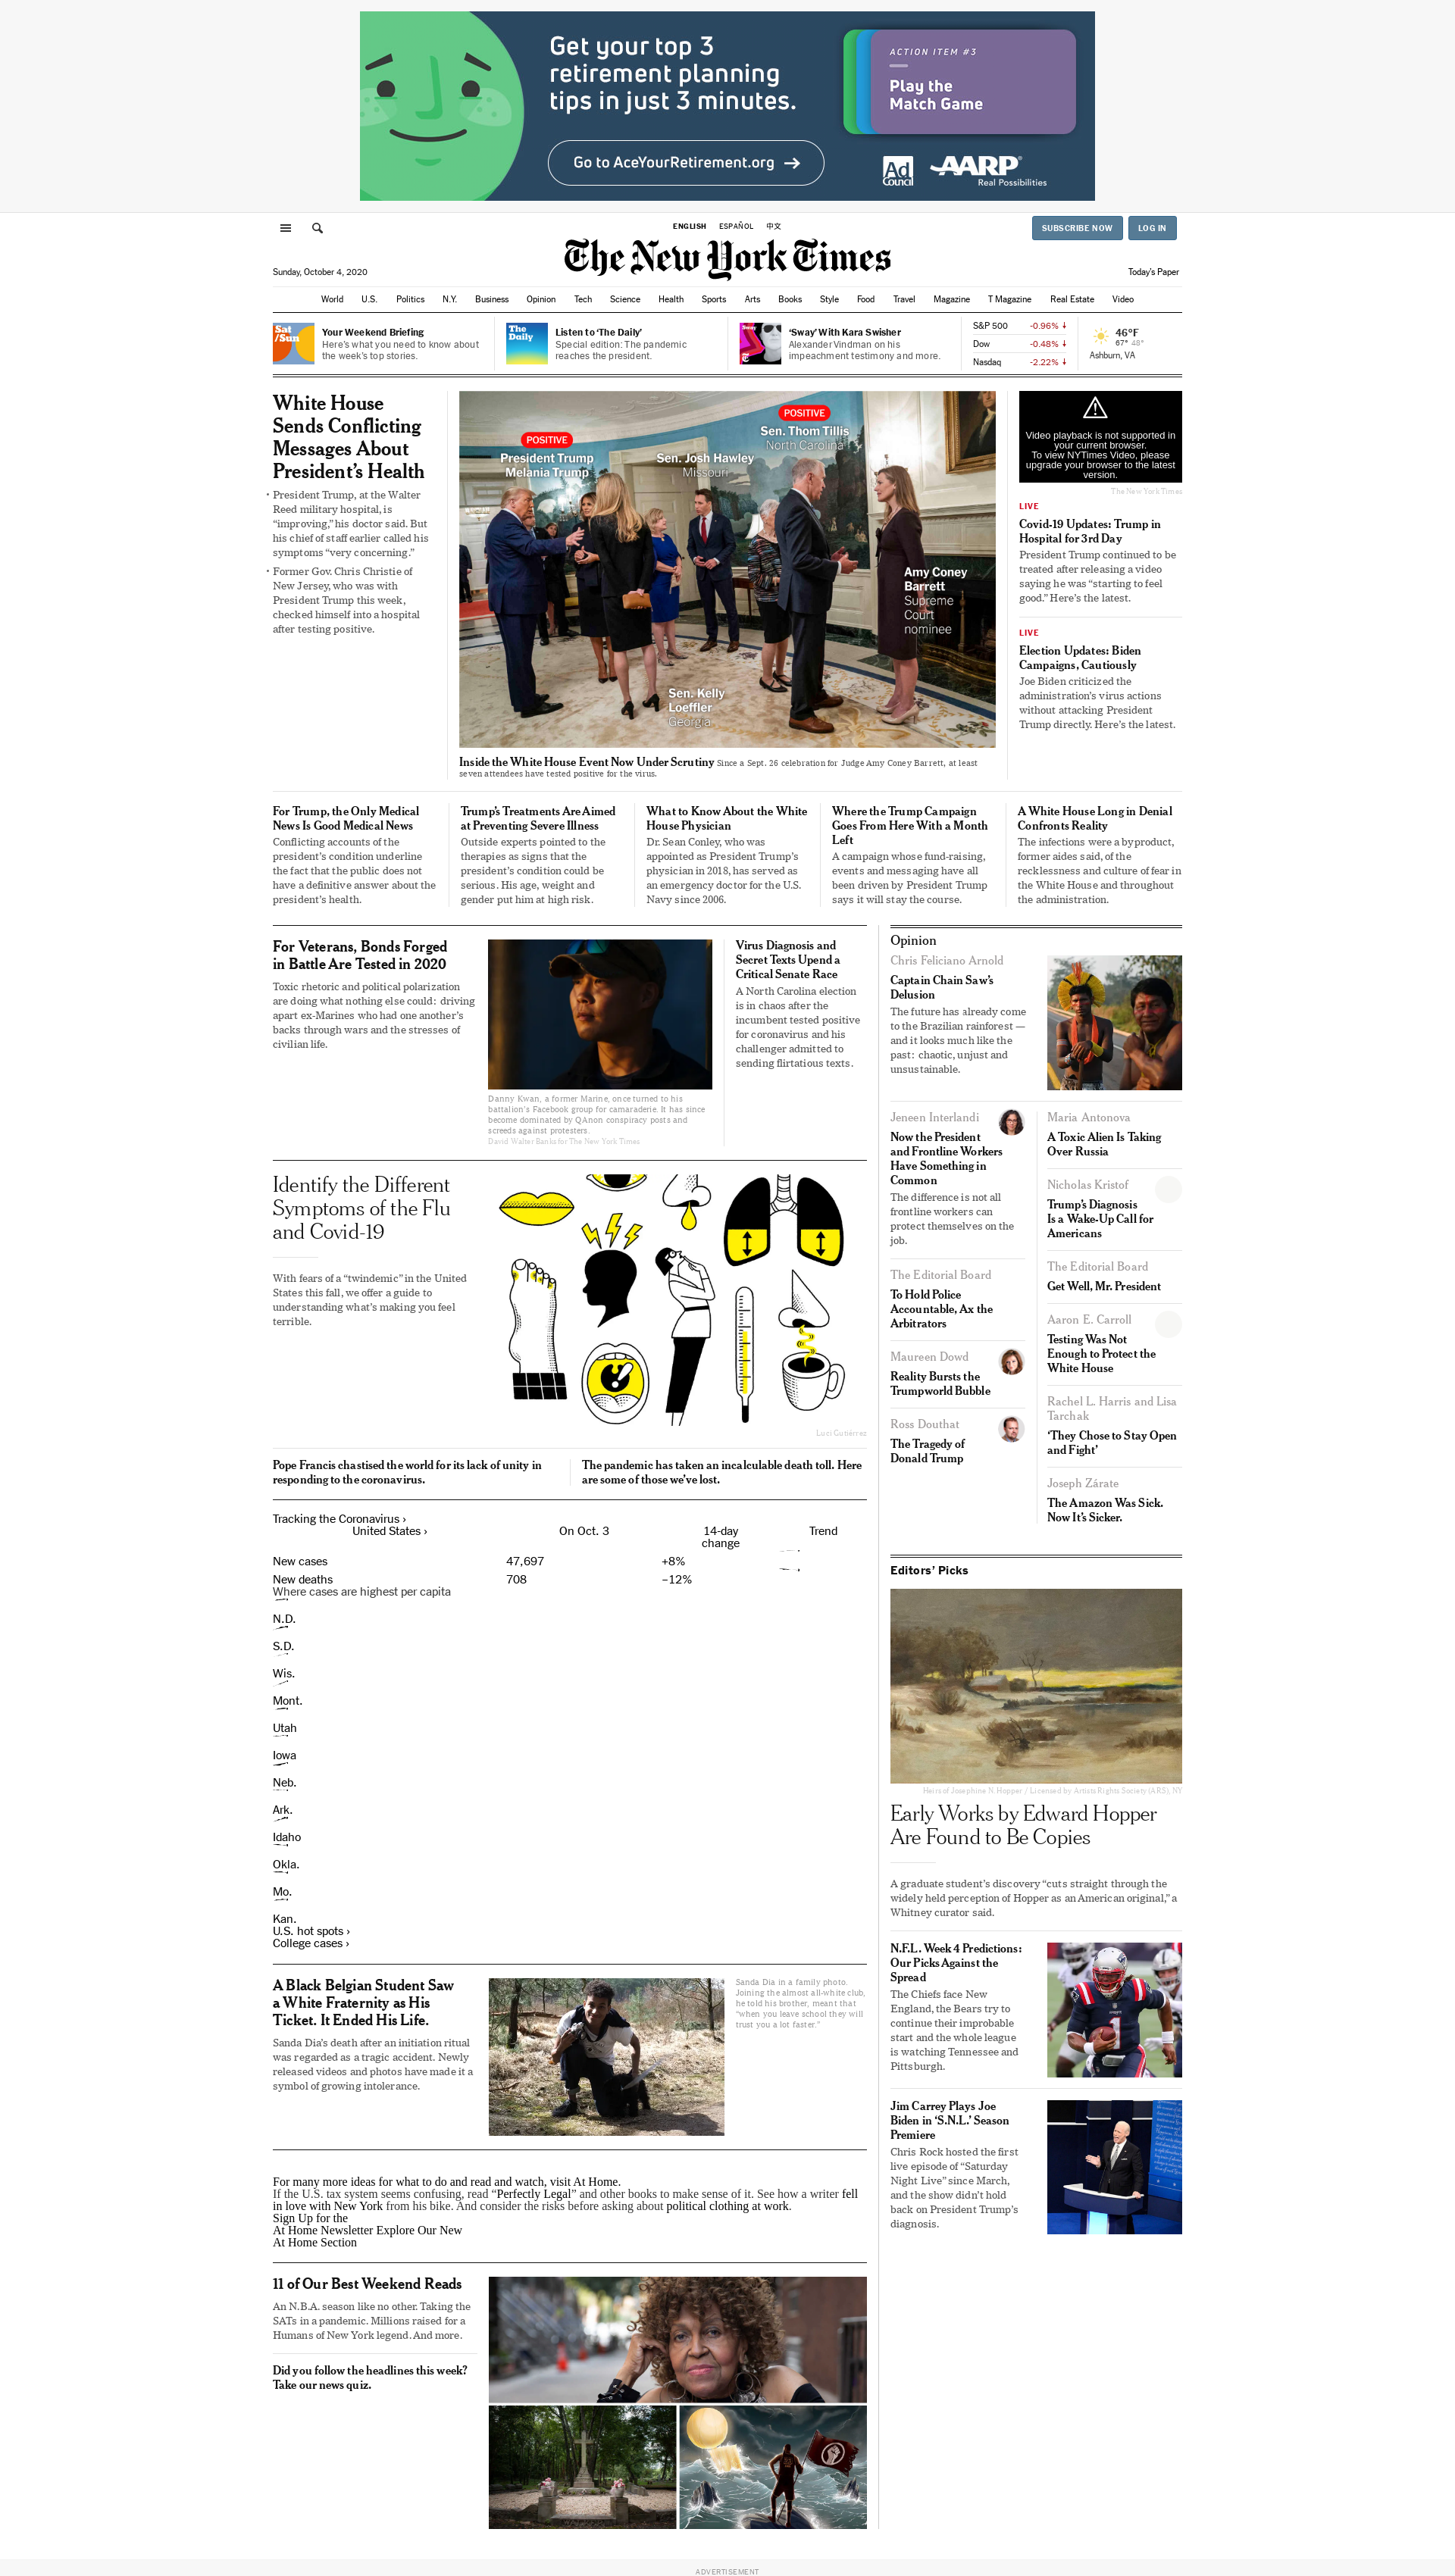 Get your top 3
retirement planning
tips in just 3 minutes.
Go to AceYourRetirement.org →
ACTION ITEM #3
Play the
Match Game
Ad
Council
AARP®
Real Possibilities
ENGLISH ESPAÑOL 中文
SUBSCRIBE NOW LOG IN
The New York Times
Sunday, October 4, 2020
Today's Paper
World U.S. Politics N.Y. Business Opinion Tech Science Health Sports Arts Books Style Food Travel Magazine T Magazine Real Estate Video
Sat/
/Sun
Your Weekend Briefing
Here's what you need to know about
the week's top stories.
The
Daily
Listen to ‘The Daily’
Special edition: The pandemic
reaches the president.
Sway
‘Sway’ With Kara Swisher
Alexander Vindman on his
impeachment testimony and more.
S&P 500 -0.96% ↓
Dow -0.48% ↓
Nasdaq -2.22% ↓
46°F
67° 48°
Ashburn, VA
White House
Sends Conflicting
Messages About
President’s Health
• President Trump, at the Walter
Reed military hospital, is
“improving,” his doctor said. But
his chief of staff earlier called his
symptoms “very concerning.”
• Former Gov. Chris Christie of
New Jersey, who was with
President Trump this week,
checked himself into a hospital
after testing positive.
POSITIVE
President Trump
Melania Trump
Sen. Josh Hawley
Missouri
POSITIVE
Sen. Thom Tillis
North Carolina
Amy Coney
Barrett
Supreme
Court
nominee
Sen. Kelly
Loeffler
Georgia
Inside the White House Event Now Under Scrutiny Since a Sept. 26 celebration for Judge Amy Coney Barrett, at least
seven attendees have tested positive for the virus.
Video playback is not supported in
your current browser.
To view NYTimes Video, please
upgrade your browser to the latest
version.
The New York Times
LIVE
Covid-19 Updates: Trump in
Hospital for 3rd Day
President Trump continued to be
treated after releasing a video
saying he was “starting to feel
good.” Here’s the latest.
LIVE
Election Updates: Biden
Campaigns, Cautiously
Joe Biden criticized the
administration’s virus actions
without attacking President
Trump directly. Here’s the latest.
For Trump, the Only Medical
News Is Good Medical News
Conflicting accounts of the
president’s condition underline
the fact that the public does not
have a definitive answer about the
president’s health.
Trump’s Treatments Are Aimed
at Preventing Severe Illness
Outside experts pointed to the
therapies as signs that the
president’s condition could be
serious. His age, weight and
gender put him at high risk.
What to Know About the White
House Physician
Dr. Sean Conley, who was
appointed as President Trump’s
physician in 2018, has served as
an emergency doctor for the U.S.
Navy since 2006.
Where the Trump Campaign
Goes From Here With a Month
Left
A campaign whose fund-raising,
events and messaging have all
been driven by President Trump
says it will stay the course.
A White House Long in Denial
Confronts Reality
The infections were a byproduct,
former aides said, of the
recklessness and culture of fear in
the White House and throughout
the administration.
For Veterans, Bonds Forged
in Battle Are Tested in 2020
Toxic rhetoric and political polarization
are doing what nothing else could: driving
apart ex-Marines who had one another’s
backs through wars and the stresses of
civilian life.
Danny Kwan, a former Marine, once turned to his
battalion’s Facebook group for camaraderie. It has since
become dominated by QAnon conspiracy posts and
screeds against protesters.
David Walter Banks for The New York Times
Virus Diagnosis and
Secret Texts Upend a
Critical Senate Race
A North Carolina election
is in chaos after the
incumbent tested positive
for coronavirus and his
challenger admitted to
sending flirtatious texts.
Identify the Different
Symptoms of the Flu
and Covid-19
With fears of a “twindemic” in the United
States this fall, we offer a guide to
understanding what’s making you feel
terrible.
Luci Gutiérrez
Pope Francis chastised the world for its lack of unity in
responding to the coronavirus.
The pandemic has taken an incalculable death toll. Here
are some of those we’ve lost.
Tracking the Coronavirus ›
United States › On Oct. 3 14-day
change Trend
New cases 47,697 +8%
New deaths 708 –12%
Where cases are highest per capita
N.D.
S.D.
Wis.
Mont.
Utah
Iowa
Neb.
Ark.
Idaho
Okla.
Mo.
Kan.
U.S. hot spots ›
College cases ›
A Black Belgian Student Saw
a White Fraternity as His
Ticket. It Ended His Life.
Sanda Dia’s death after an initiation ritual
was regarded as a tragic accident. Newly
released videos and photos have made it a
symbol of growing intolerance.
Sanda Dia in a family photo.
Joining the almost all-white club,
he told his brother, meant that
“when you leave school they will
trust you a lot faster.”
For many more ideas for what to do and read and watch, visit At Home.
If the U.S. tax system seems confusing, read “Perfectly Legal” and other books to make sense of it. See how a writer fell
in love with New York from his bike. And consider the risks before asking about political clothing at work.
Sign Up for the
At Home Newsletter Explore Our New
At Home Section
11 of Our Best Weekend Reads
An N.B.A. season like no other. Taking the
SATs in a pandemic. Millions raised for a
Humans of New York legend. And more.
Did you follow the headlines this week?
Take our news quiz.
Opinion
Chris Feliciano Arnold
Captain Chain Saw’s
Delusion
The future has already come
to the Brazilian rainforest —
and it looks much like the
past: chaotic, unjust and
unsustainable.
Jeneen Interlandi
Now the President
and Frontline Workers
Have Something in
Common
The difference is not all
frontline workers can
protect themselves on the
job.
The Editorial Board
To Hold Police
Accountable, Ax the
Arbitrators
Maureen Dowd
Reality Bursts the
Trumpworld Bubble
Ross Douthat
The Tragedy of
Donald Trump
Maria Antonova
A Toxic Alien Is Taking
Over Russia
Nicholas Kristof
Trump’s Diagnosis
Is a Wake-Up Call for
Americans
The Editorial Board
Get Well, Mr. President
Aaron E. Carroll
Testing Was Not
Enough to Protect the
White House
Rachel L. Harris and Lisa
Tarchak
‘They Chose to Stay Open
and Fight’
Joseph Zárate
The Amazon Was Sick.
Now It’s Sicker.
Editors’ Picks
Heirs of Josephine N. Hopper / Licensed by Artists Rights Society (ARS), NY
Early Works by Edward Hopper
Are Found to Be Copies
A graduate student’s discovery “cuts straight through the
widely held perception of Hopper as an American original,” a
Whitney curator said.
N.F.L. Week 4 Predictions:
Our Picks Against the
Spread
The Chiefs face New
England, the Bears try to
continue their improbable
start and the whole league
is watching Tennessee and
Pittsburgh.
Jim Carrey Plays Joe
Biden in ‘S.N.L.’ Season
Premiere
Chris Rock hosted the first
live episode of “Saturday
Night Live” since March,
and the show didn’t hold
back on President Trump’s
diagnosis.
ADVERTISEMENT